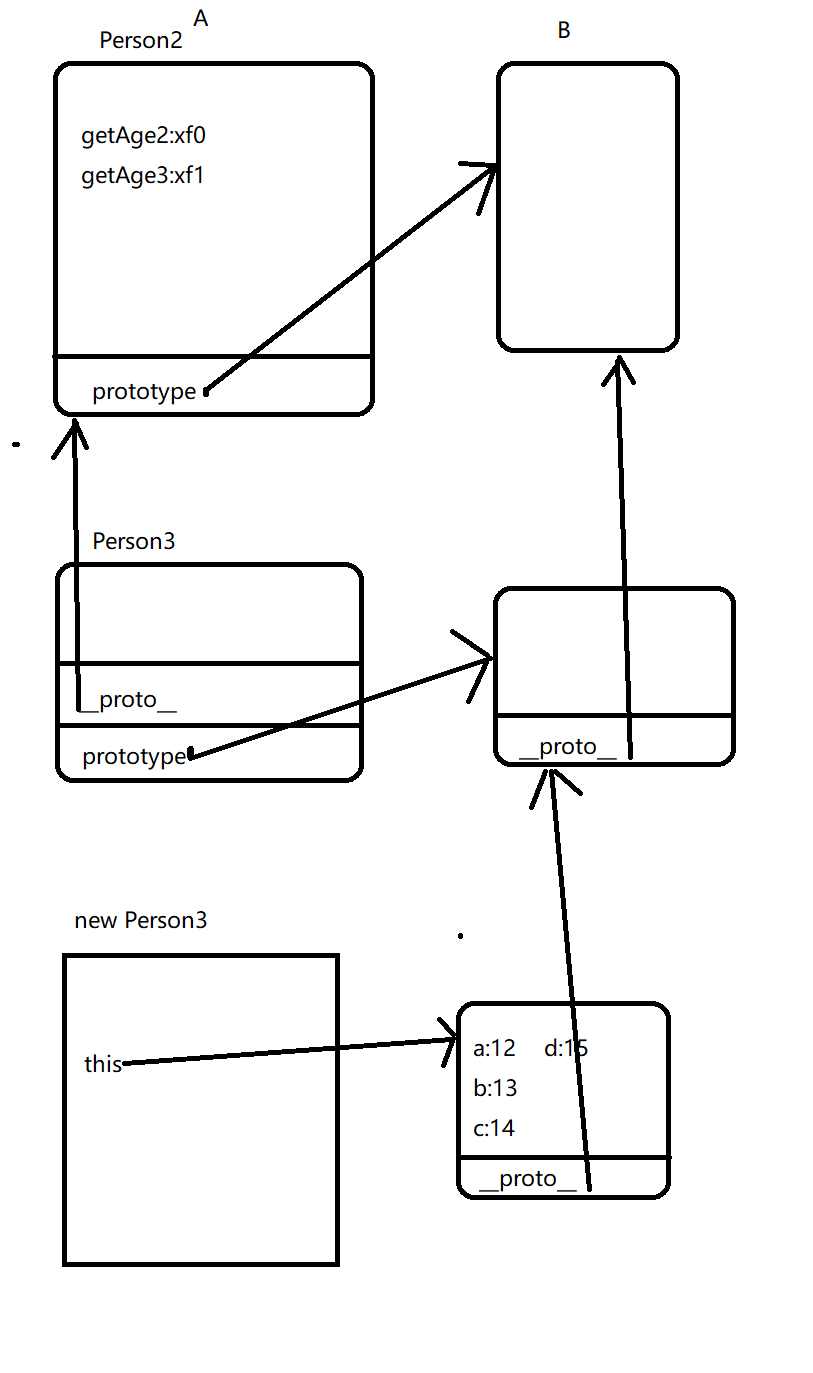 A
Person2
B
getAge2:xf0
getAge3:xf1
prototype
Person3
__proto__
prototype
__proto__
new Person3
this
a:12 d:15
b:13
c:14
__proto__